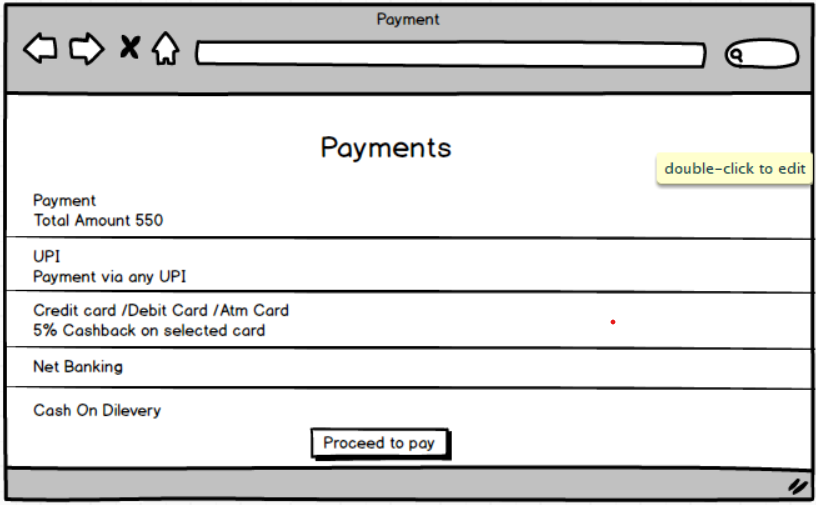 Payment
Payments
double-click to edit
Payment
Total Amount 550
UPI
Payment via any UPI
Credit card /Debit Card /Atm Card
5% Cashback on selected card
Net Banking
Cash On Dilevery
Proceed to pay